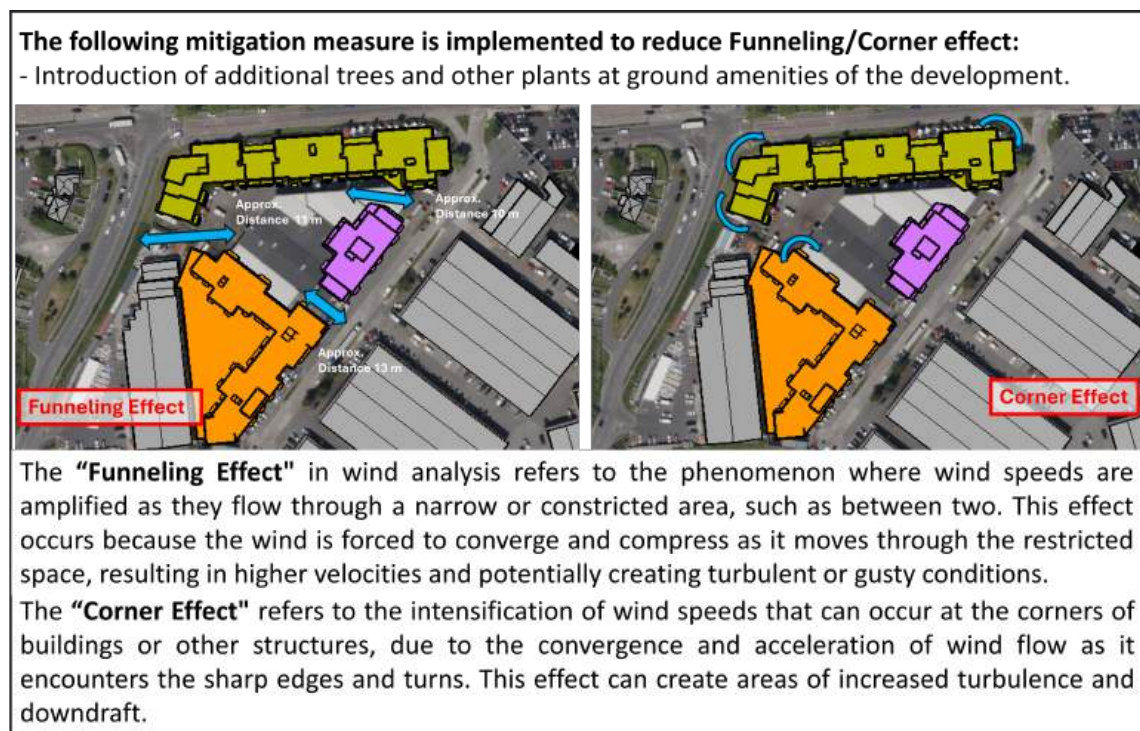 The following mitigation measure is implemented to reduce Funneling/Corner effect:
- Introduction of additional trees and other plants at ground amenities of the development.
Approx.
Distance 11 m
Approx.
Distance 10 m
Approx.
Distance 13 m
Funneling Effect
Corner Effect
The “Funneling Effect" in wind analysis refers to the phenomenon where wind speeds are
amplified as they flow through a narrow or constricted area, such as between two. This effect
occurs because the wind is forced to converge and compress as it moves through the restricted
space, resulting in higher velocities and potentially creating turbulent or gusty conditions.
The “Corner Effect" refers to the intensification of wind speeds that can occur at the corners of
buildings or other structures, due to the convergence and acceleration of wind flow as it
encounters the sharp edges and turns. This effect can create areas of increased turbulence and
downdraft.